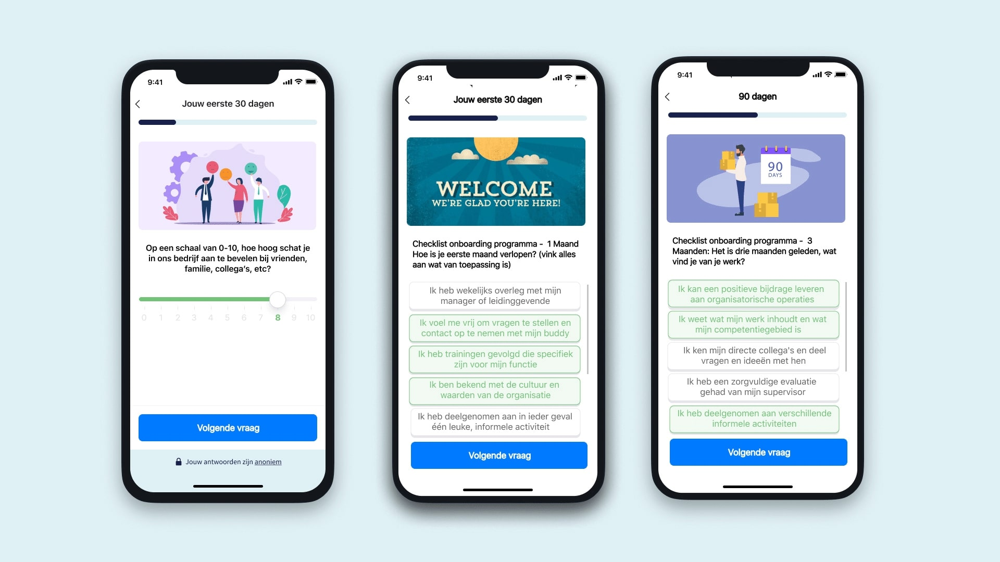 9:41
Jouw eerste 30 dagen
Op een schaal van 0-10, hoe hoog schat je
in ons bedrijf aan te bevelen bij vrienden,
familie, collega's, etc?
0 1 2 3 4 5 6 7 8 9 10
Volgende vraag
Jouw antwoorden zijn anoniem
9:41
Jouw eerste 30 dagen
WELCOME
WE'RE GLAD YOU'RE HERE!
Checklist onboarding programma - 1 Maand
Hoe is je eerste maand verlopen? (vink alles
aan wat van toepassing is)
Ik heb wekelijks overleg met mijn
manager of leidinggevende
Ik voel me vrij om vragen te stellen en
contact op te nemen met mijn buddy
Ik heb trainingen gevolgd die specifiek
zijn voor mijn functie
Ik ben bekend met de cultuur en
waarden van de organisatie
Ik heb deelgenomen aan in ieder geval
één leuke, informele activiteit
Volgende vraag
9:41
90 dagen
90
DAYS
Checklist onboarding programma - 3
Maanden: Het is drie maanden geleden, wat
vind je van je werk?
Ik kan een positieve bijdrage leveren
aan organisatorische operaties
Ik weet wat mijn werk inhoudt en wat
mijn competentiegebied is
Ik ken mijn directe collega's en deel
vragen en ideeën met hen
Ik heb een zorgvuldige evaluatie
gehad van mijn supervisor
Ik heb deelgenomen aan verschillende
informele activiteiten
Volgende vraag